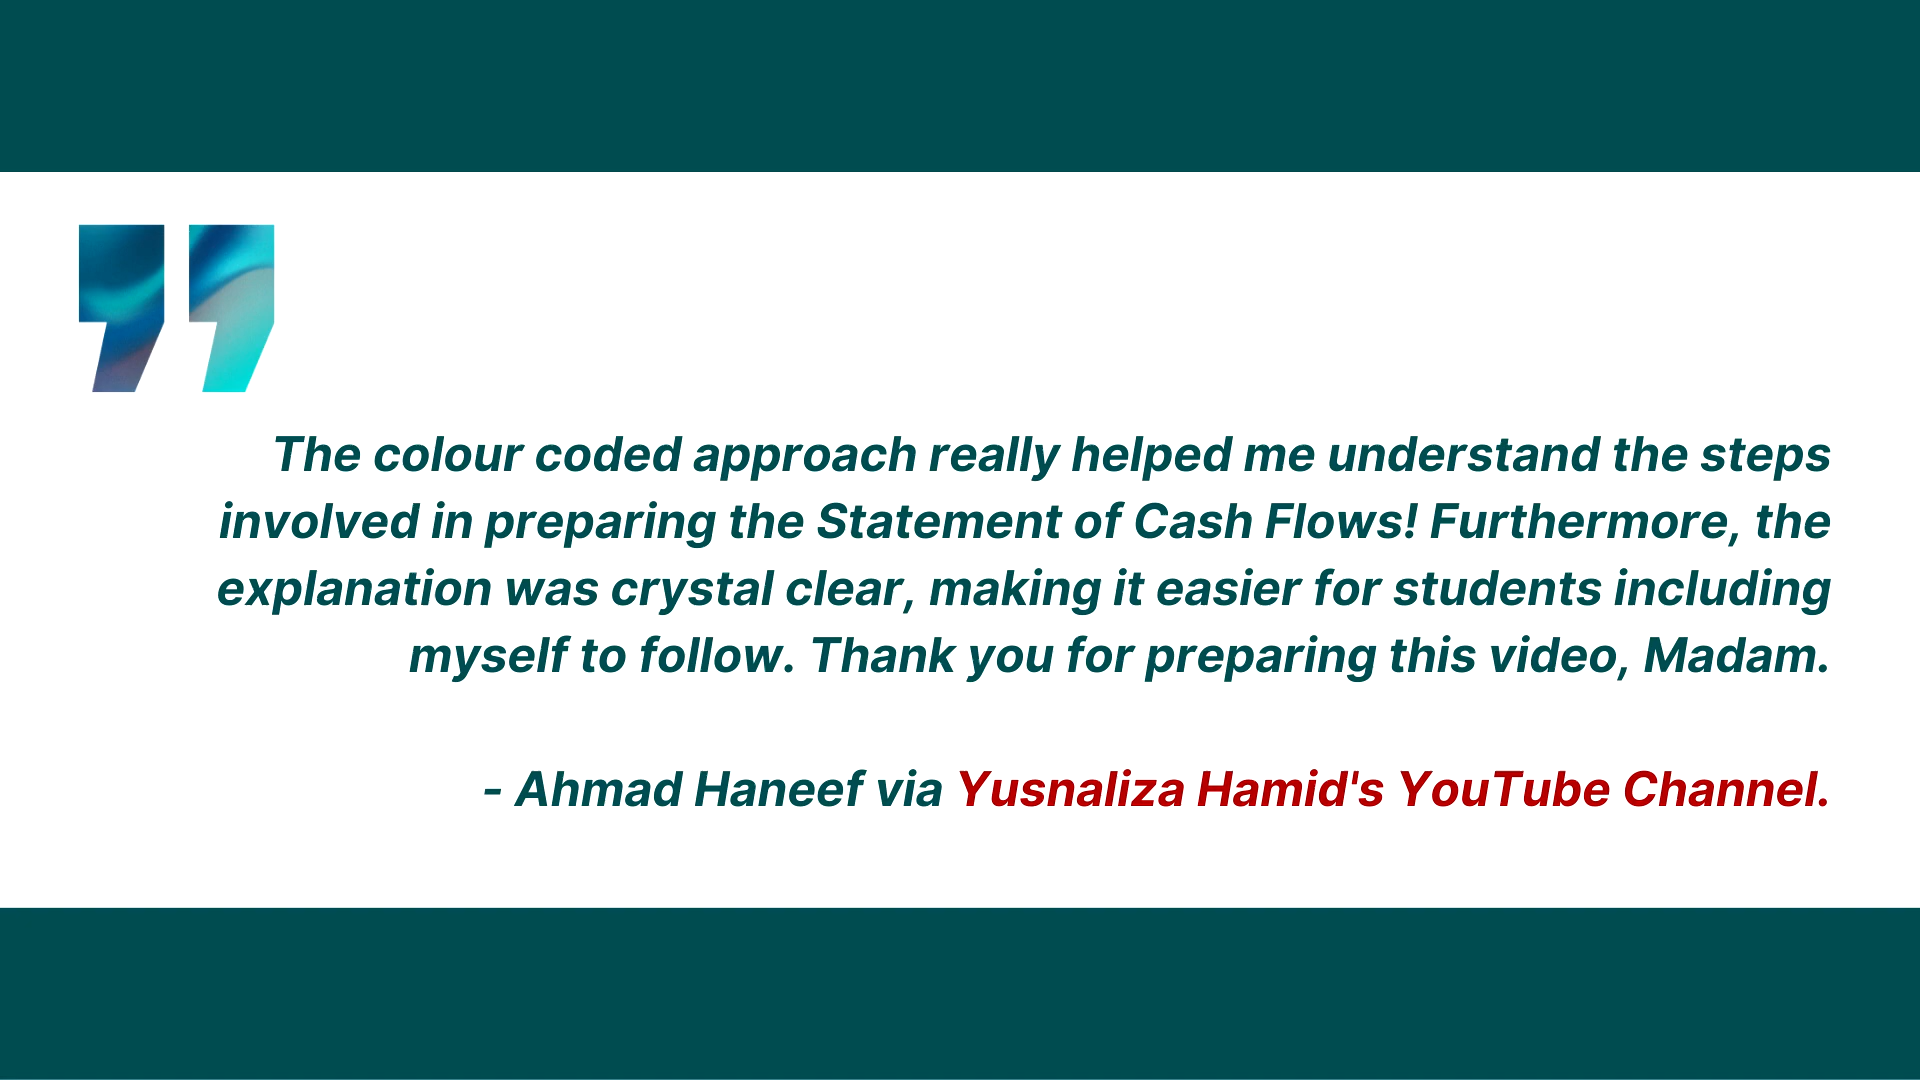 The colour coded approach really helped me understand the steps
involved in preparing the Statement of Cash Flows! Furthermore, the
explanation was crystal clear, making it easier for students including
myself to follow. Thank you for preparing this video, Madam.
- Ahmad Haneef via Yusnaliza Hamid's YouTube Channel.